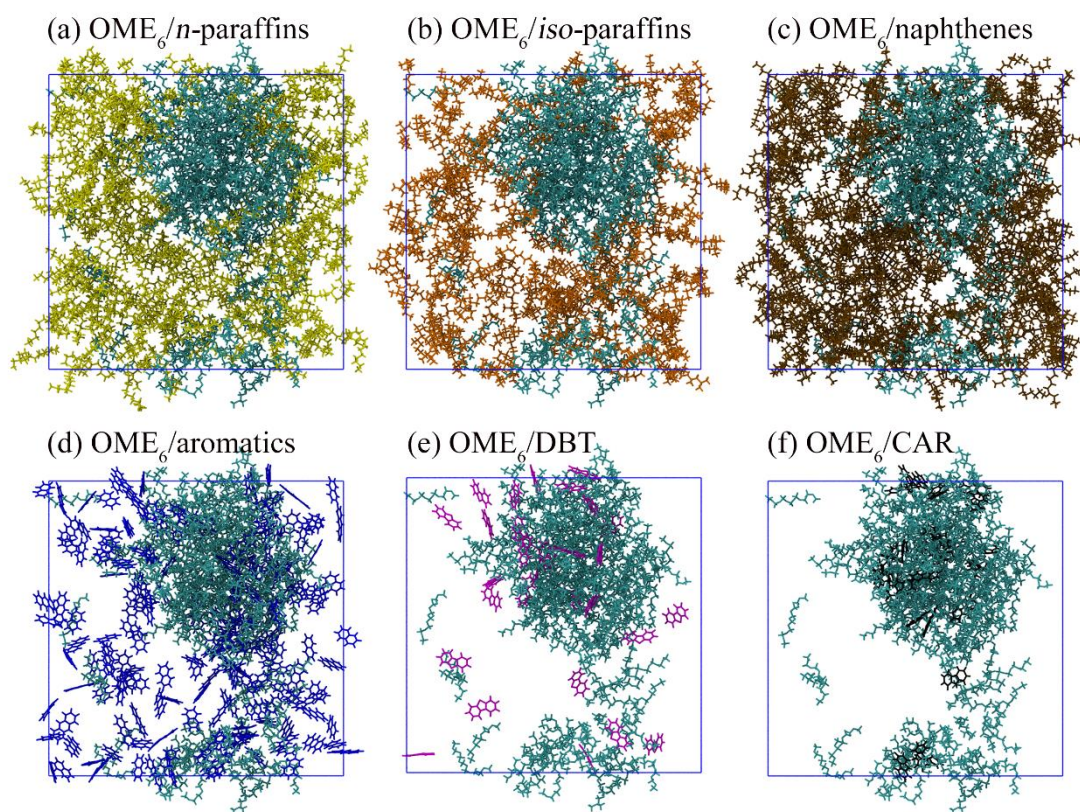 (a) OME₆/n-paraffins
(b) OME₆/iso-paraffins
(c) OME₆/naphthenes
(d) OME₆/aromatics
(e) OME₆/DBT
(f) OME₆/CAR